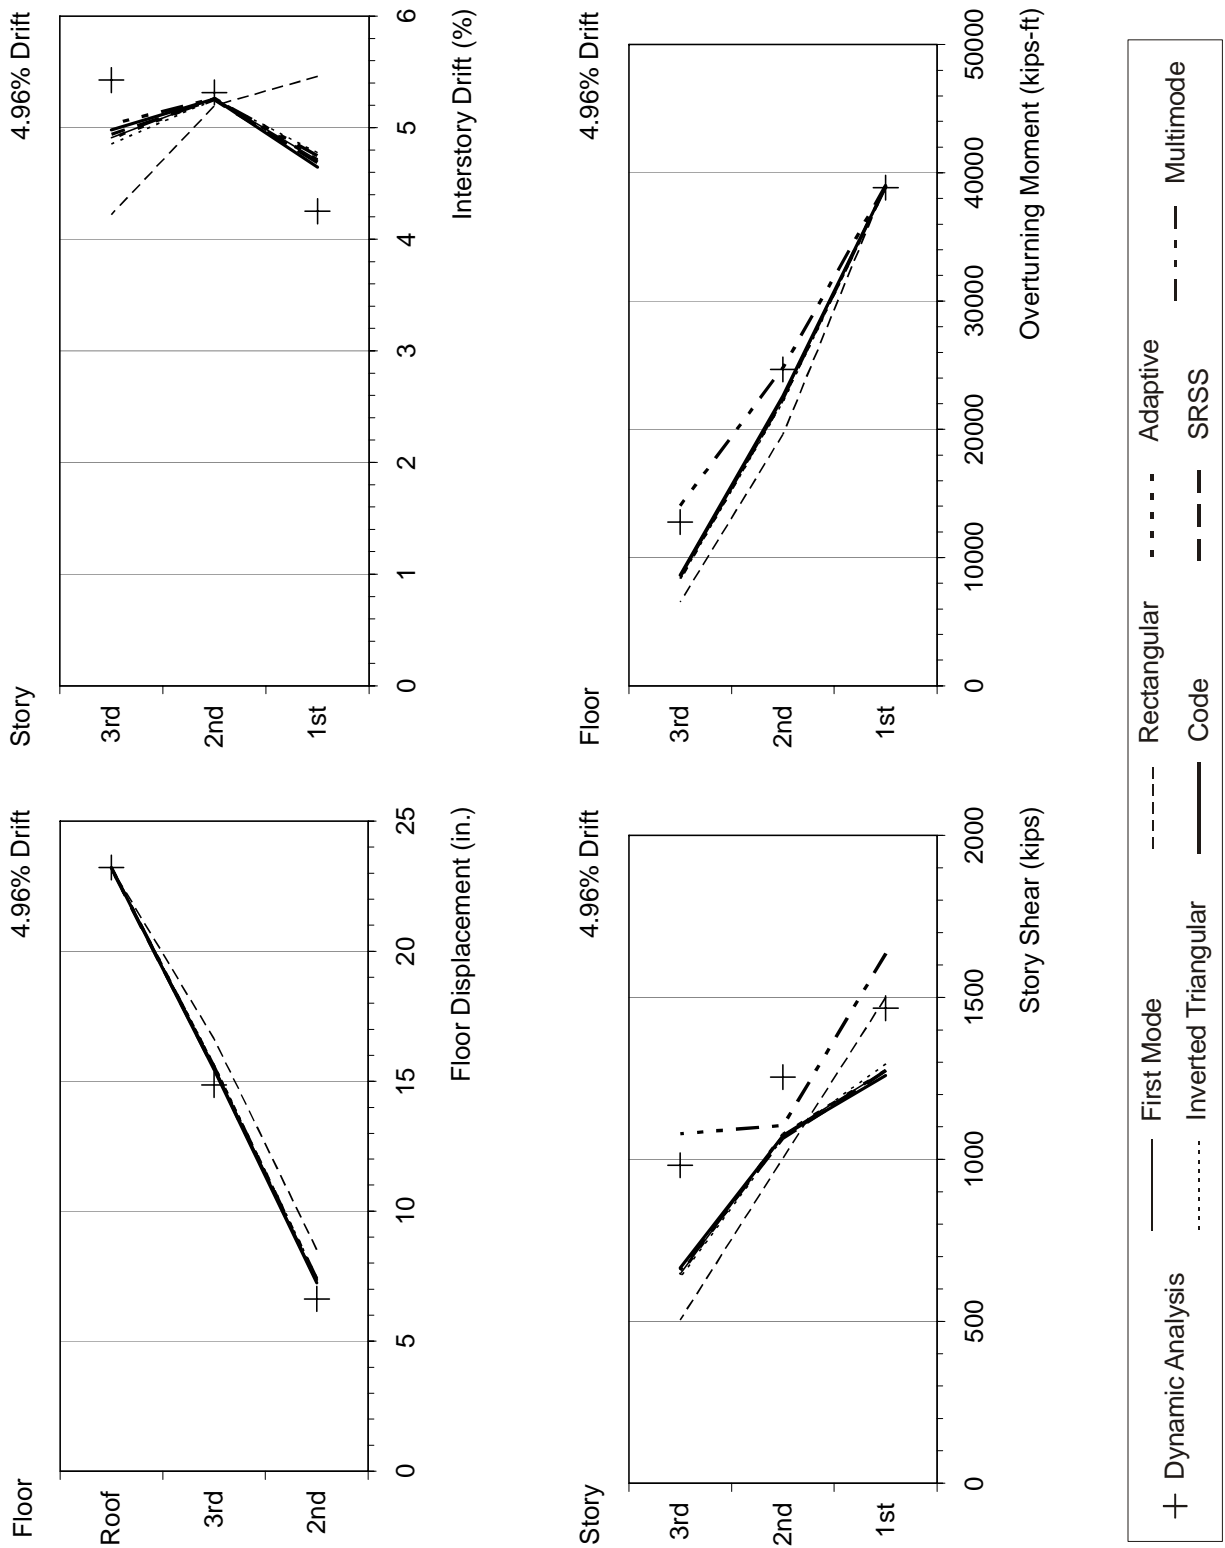 Floor
4.96% Drift
Roof
3rd
2nd
0 5 10 15 20 25
Floor Displacement (in.)
Story
4.96% Drift
3rd
2nd
1st
0 1 2 3 4 5 6
Interstory Drift (%)
Story
4.96% Drift
3rd
2nd
1st
0 500 1000 1500 2000
Story Shear (kips)
Floor
4.96% Drift
3rd
2nd
1st
0 10000 200000 30000 40000 50000
Overturning Moment (kips-ft)
Dynamic Analysis
First Mode
Rectangular
Adaptive
Multimode
Inverted Triangular
Code
SRSS